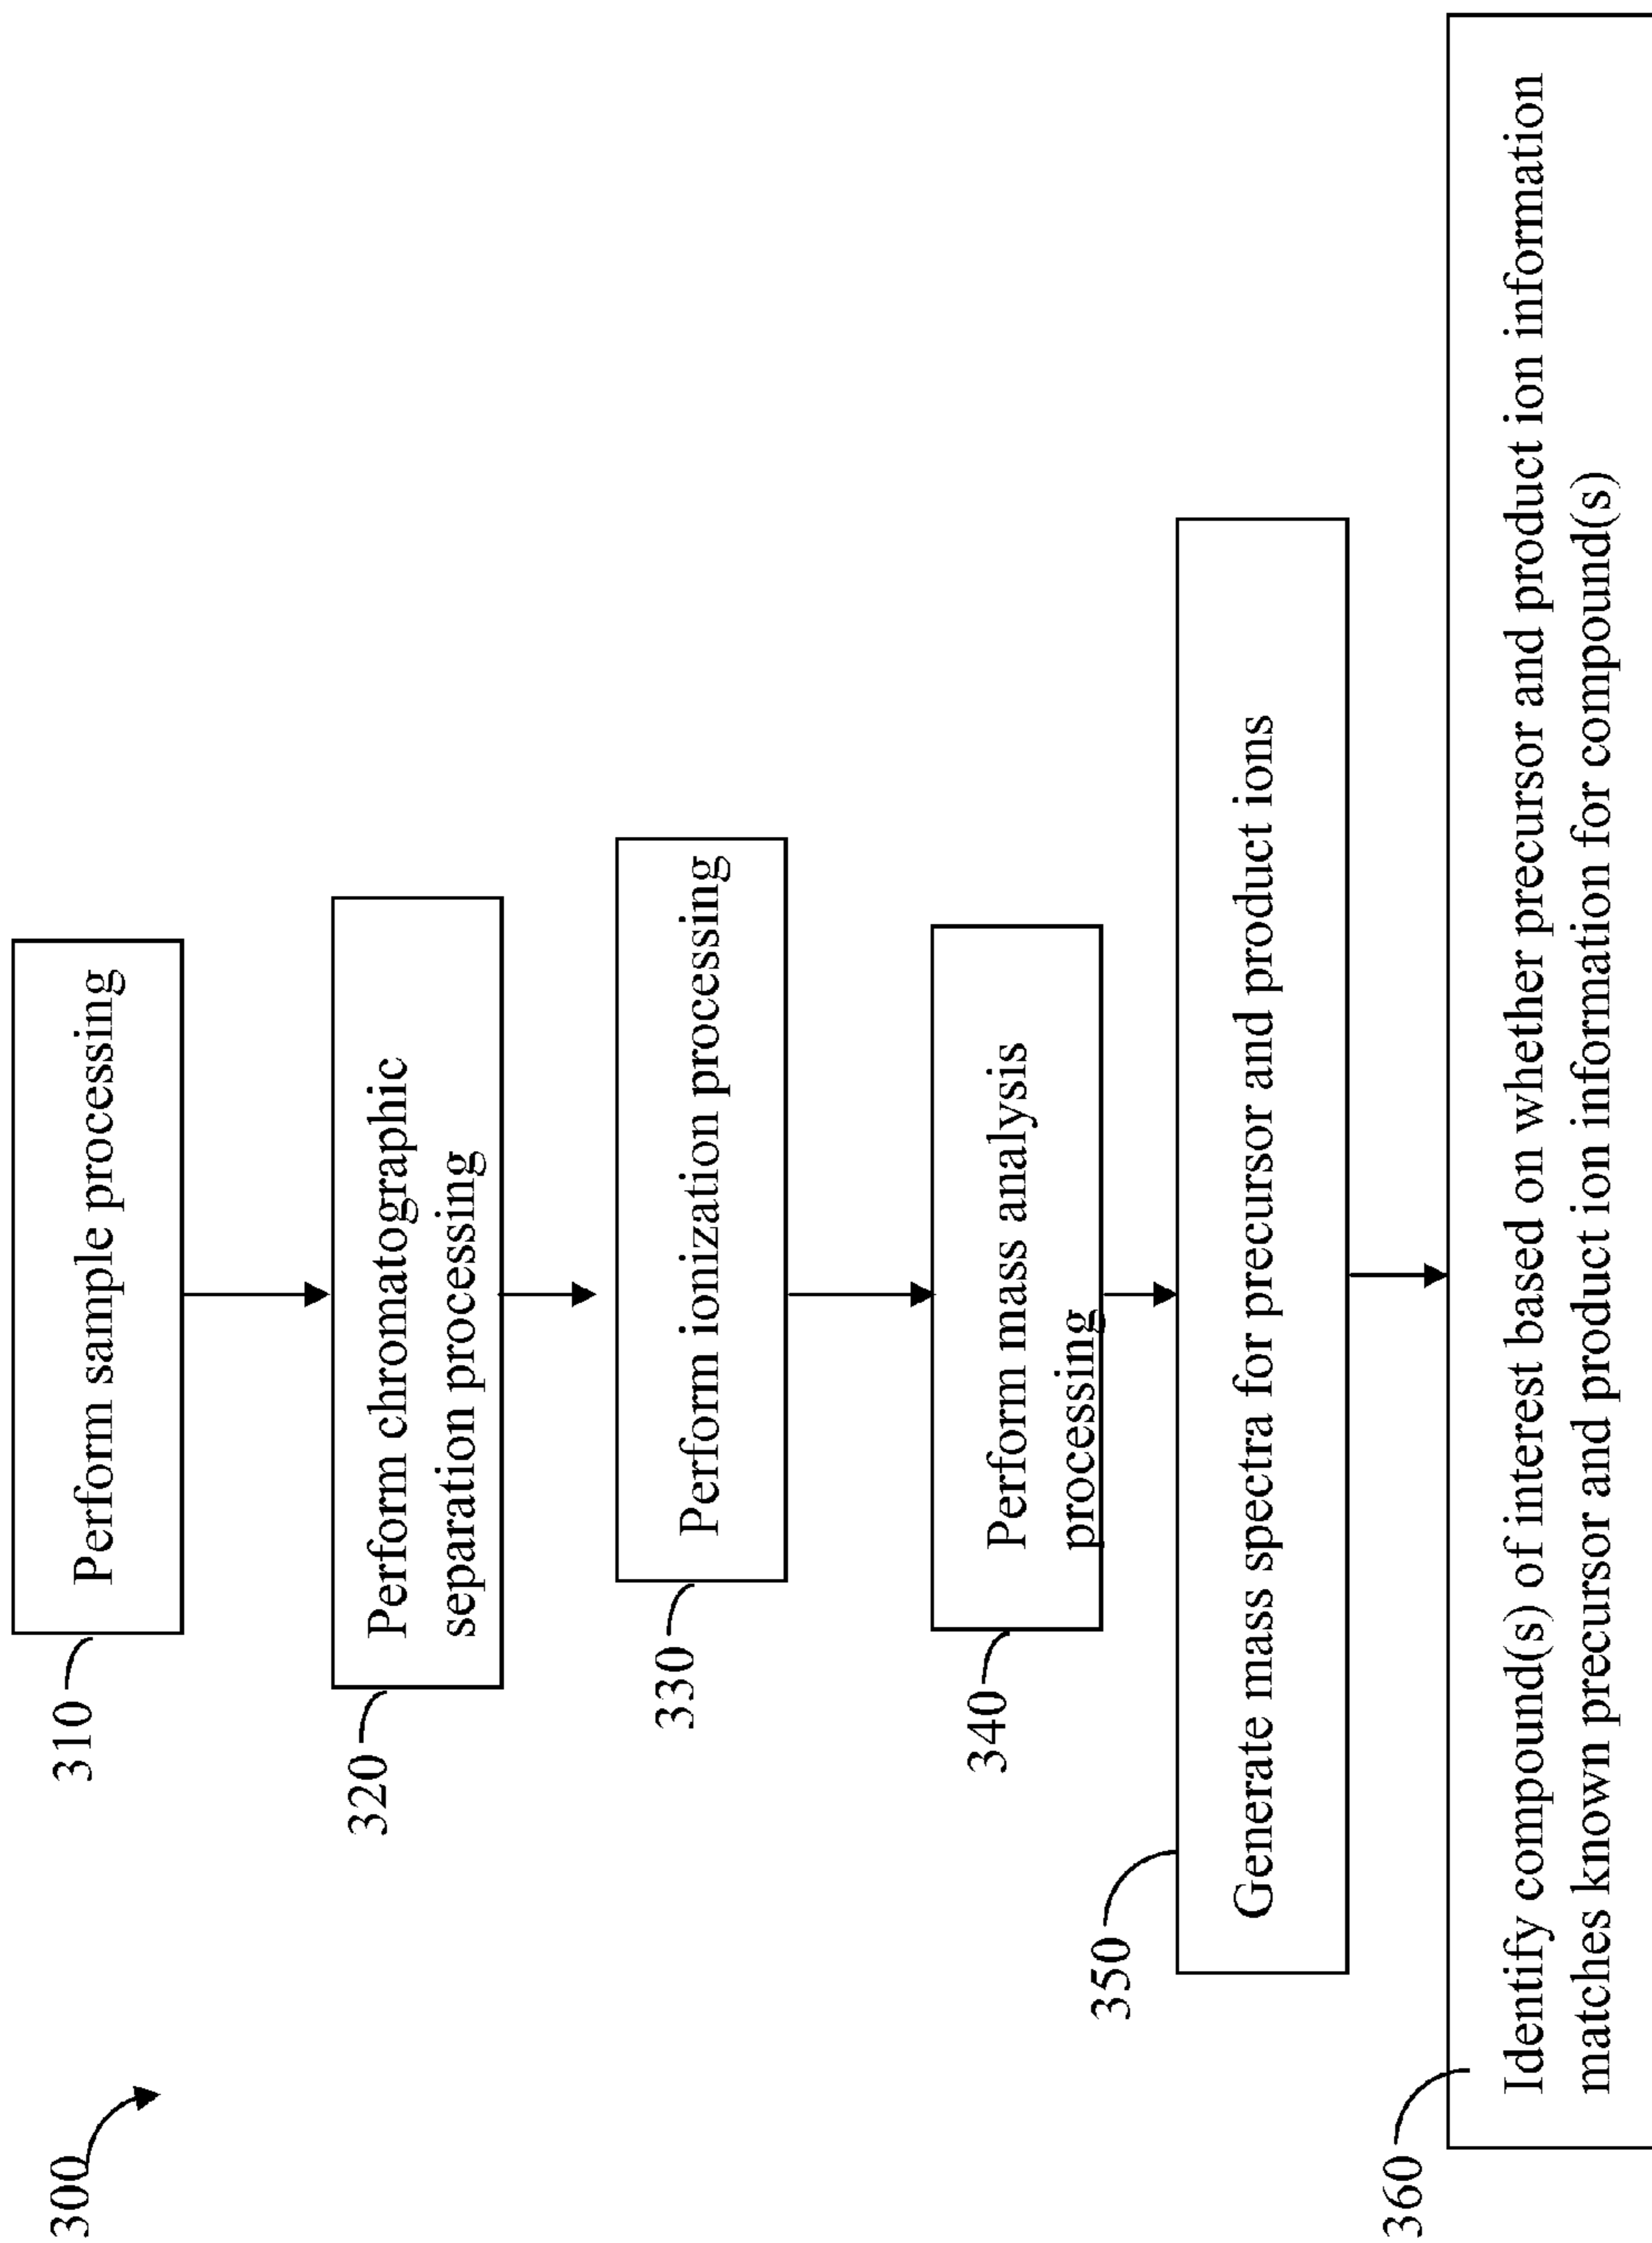 300
310
Perform sample processing
320
Perform chromatographic
separation processing
330
Perform ionization processing
340
Perform mass analysis
processing
350
Generate mass spectra for precursor and product ions
360
Identify compound(s) of interest based on whether precursor and product ion information
matches known precursor and product ion information for compound(s)